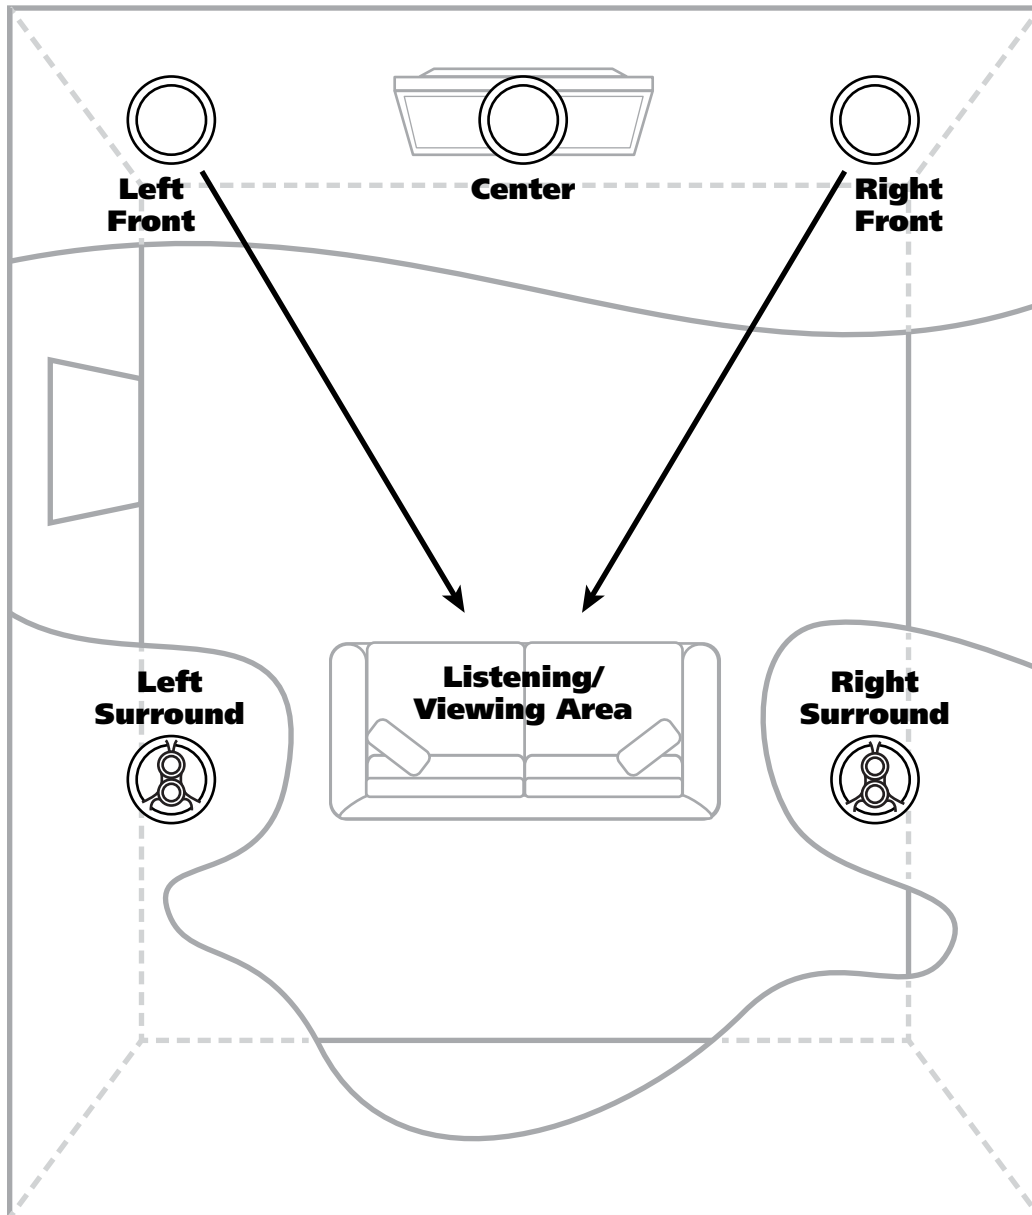 Left
Front
Center
Right
Front
Left
Surround
Listening/
Viewing Area
Right
Surround